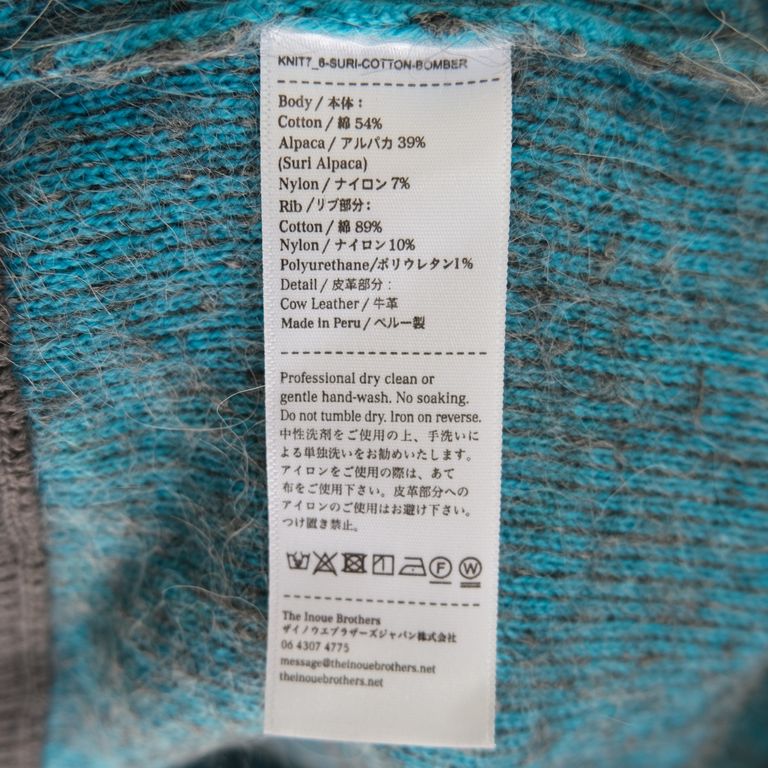 KNIT7_6-SURI-COTTON-BOMBER
Body / 本体 :
Cotton / 綿 54%
Alpaca / アルパカ 39%
(Suri Alpaca)
Nylon / ナイロン 7%
Rib / リブ部分 :
Cotton / 綿 89%
Nylon / ナイロン 10%
Polyurethane/ポリウレタン1%
Detail / 皮革部分 :
Cow Leather / 牛革
Made in Peru / ペルー製
Professional dry clean or
gentle hand-wash. No soaking.
Do not tumble dry. Iron on reverse.
中性洗剤をご使用の上、手洗いに
よる単独洗いをお勧めいたします。
アイロンをご使用の際は、あて
布をご使用下さい。皮革部分への
アイロンのご使用はお避け下さい。
つけ置き禁止。
F W
The Inoue Brothers
ザイノウエブラザーズジャパン株式会社
06 4307 4775
message@theinouebrothers.net
theinouebrothers.net